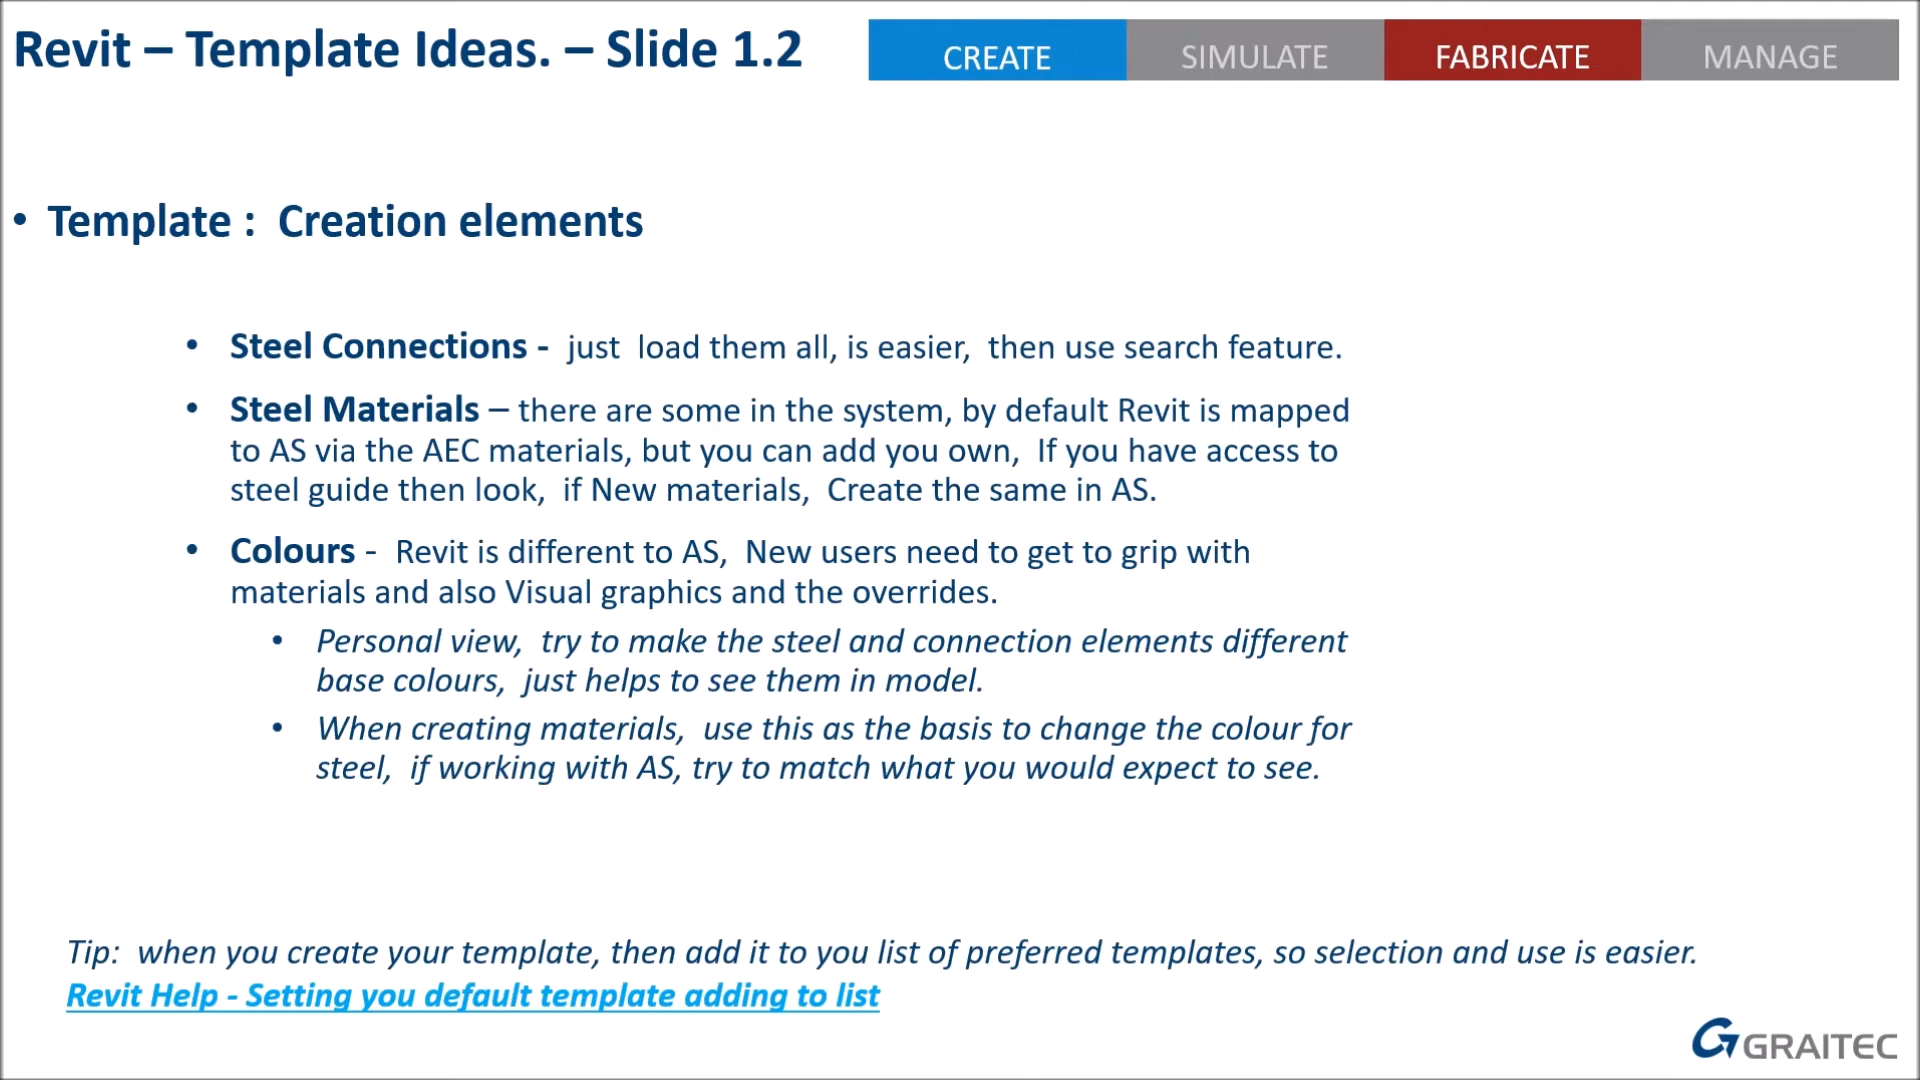 Revit – Template Ideas. – Slide 1.2
CREATE SIMULATE FABRICATE MANAGE
• Template : Creation elements
• Steel Connections - just load them all, is easier, then use search feature.
• Steel Materials – there are some in the system, by default Revit is mapped
to AS via the AEC materials, but you can add you own, If you have access to
steel guide then look, if New materials, Create the same in AS.
• Colours - Revit is different to AS, New users need to get to grip with
materials and also Visual graphics and the overrides.
• Personal view, try to make the steel and connection elements different
base colours, just helps to see them in model.
• When creating materials, use this as the basis to change the colour for
steel, if working with AS, try to match what you would expect to see.
Tip: when you create your template, then add it to you list of preferred templates, so selection and use is easier.
Revit Help - Setting you default template adding to list
GRAITEC